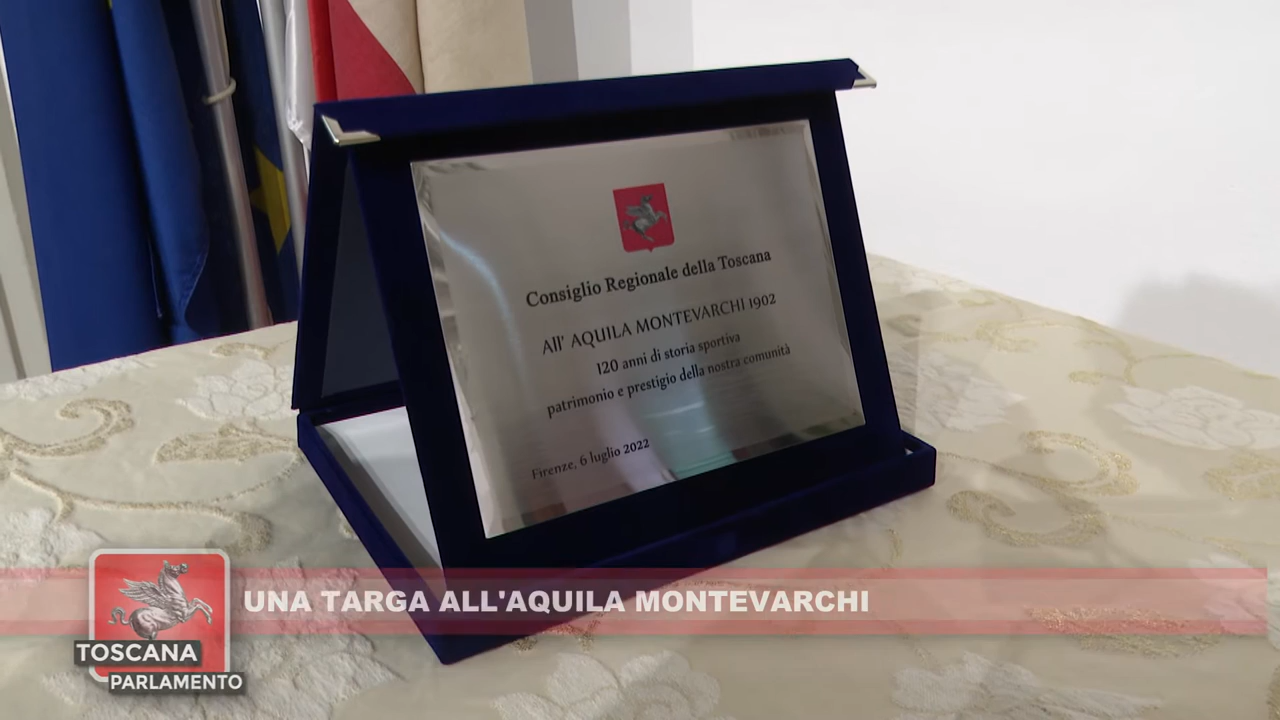 Consiglio Regionale della Toscana
All' AQUILA MONTEVARCHI 1902
120 anni di storia sportiva
patrimonio e prestigio della nostra comunità
Firenze, 6 luglio 2022
UNA TARGA ALL'AQUILA MONTEVARCHI
TOSCANA
PARLAMENTO